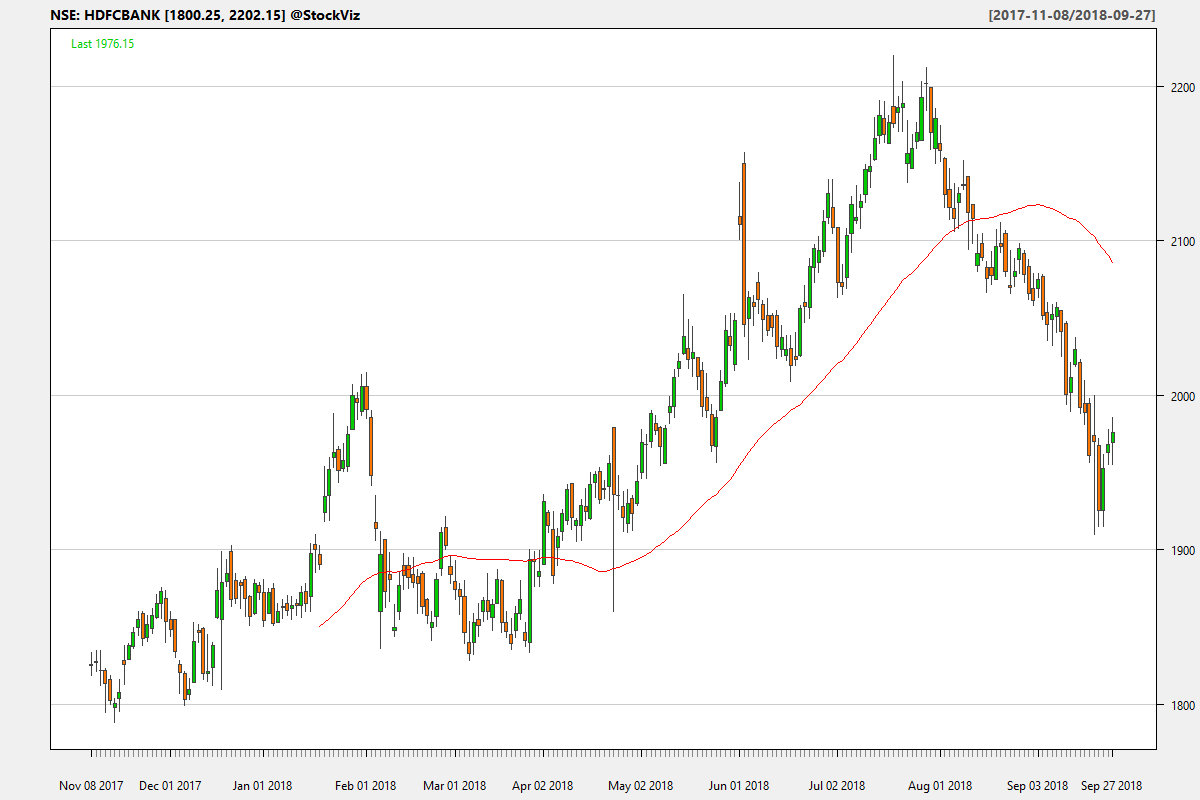 NSE: HDFCBANK [1800.25, 2202.15] @StockViz [2017-11-08/2018-09-27]
Last 1976.15
2200
2100
2000
1900
1800
Nov 08 2017 Dec 01 2017 Jan 01 2018 Feb 01 2018 Mar 01 2018 Apr 02 2018 May 02 2018 Jun 01 2018 Jul 02 2018 Aug 01 2018 Sep 03 2018 Sep 27 2018